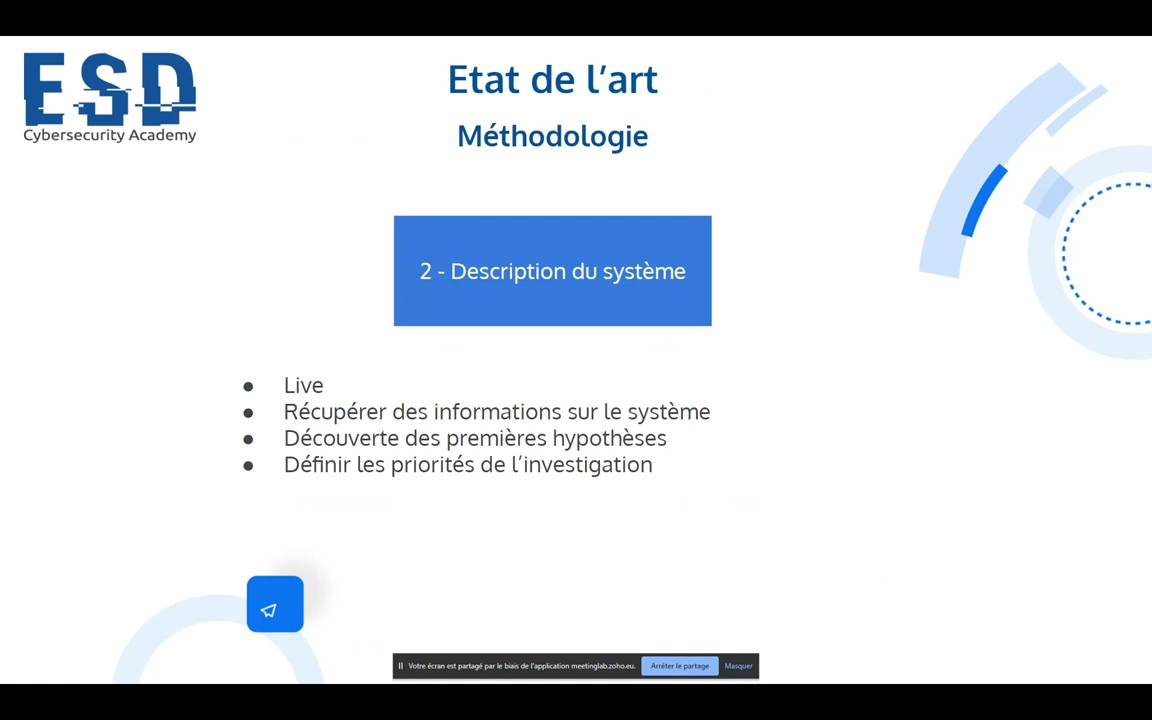 ESD
Cybersecurity Academy
Etat de l’art
Méthodologie
2 - Description du système
● Live
● Récupérer des informations sur le système
● Découverte des premières hypothèses
● Définir les priorités de l’investigation
Votre écran est partagé par le biais de l'application meetinglab.zoho.eu. Arrêter le partage Masquer